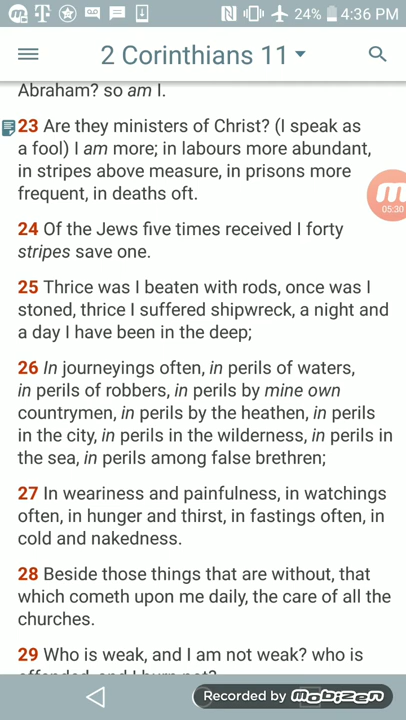 24% 4:36 PM
2 Corinthians 11
Abraham? so am I.
23 Are they ministers of Christ? (I speak as
a fool) I am more; in labours more abundant,
in stripes above measure, in prisons more
frequent, in deaths oft.
05:30
24 Of the Jews five times received I forty
stripes save one.
25 Thrice was I beaten with rods, once was I
stoned, thrice I suffered shipwreck, a night and
a day I have been in the deep;
26 In journeyings often, in perils of waters,
in perils of robbers, in perils by mine own
countrymen, in perils by the heathen, in perils
in the city, in perils in the wilderness, in perils in
the sea, in perils among false brethren;
27 In weariness and painfulness, in watchings
often, in hunger and thirst, in fastings often, in
cold and nakedness.
28 Beside those things that are without, that
which cometh upon me daily, the care of all the
churches.
29 Who is weak, and I am not weak? who is
offended, and I burn not?
Recorded by mobizen